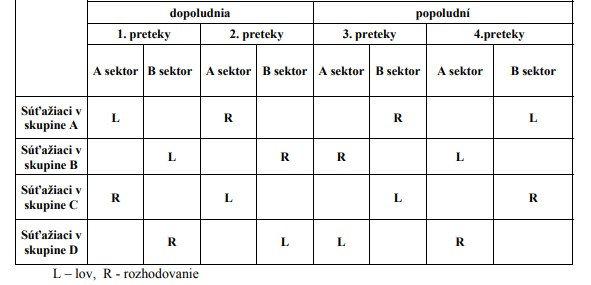 dopoludnia popoludní
1. preteky 2. preteky 3. preteky 4.preteky
A sektor B sektor A sektor B sektor A sektor B sektor A sektor B sektor
Súťažiaci v
skupine A L R R L
Súťažiaci v
skupine B L R R L
Súťažiaci v
skupine C R L L R
Súťažiaci v
skupine D R L L R
L – lov, R - rozhodovanie